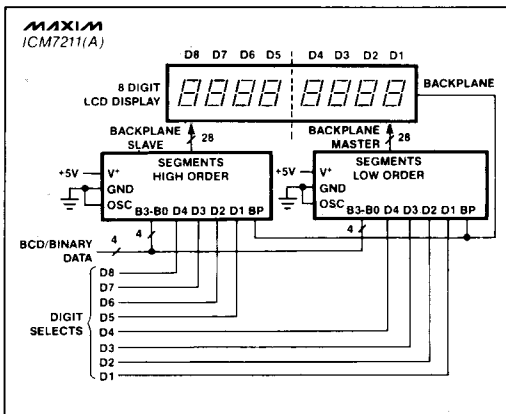 MAXIM
ICM7211(A)
D8 D7 D6 D5 D4 D3 D2 D1
8 DIGIT
LCD DISPLAY
BACKPLANE
BACKPLANE
SLAVE
28
BACKPLANE
MASTER
28
SEGMENTS
HIGH ORDER
+5V
V+
GND
OSC
B3-B0 D4 D3 D2 D1 BP
SEGMENTS
LOW ORDER
+5V
V+
GND
OSC
B3-B0 D4 D3 D2 D1 BP
4
4
BCD/BINARY
DATA
4
DIGIT
SELECTS
D8
D7
D6
D5
D4
D3
D2
D1